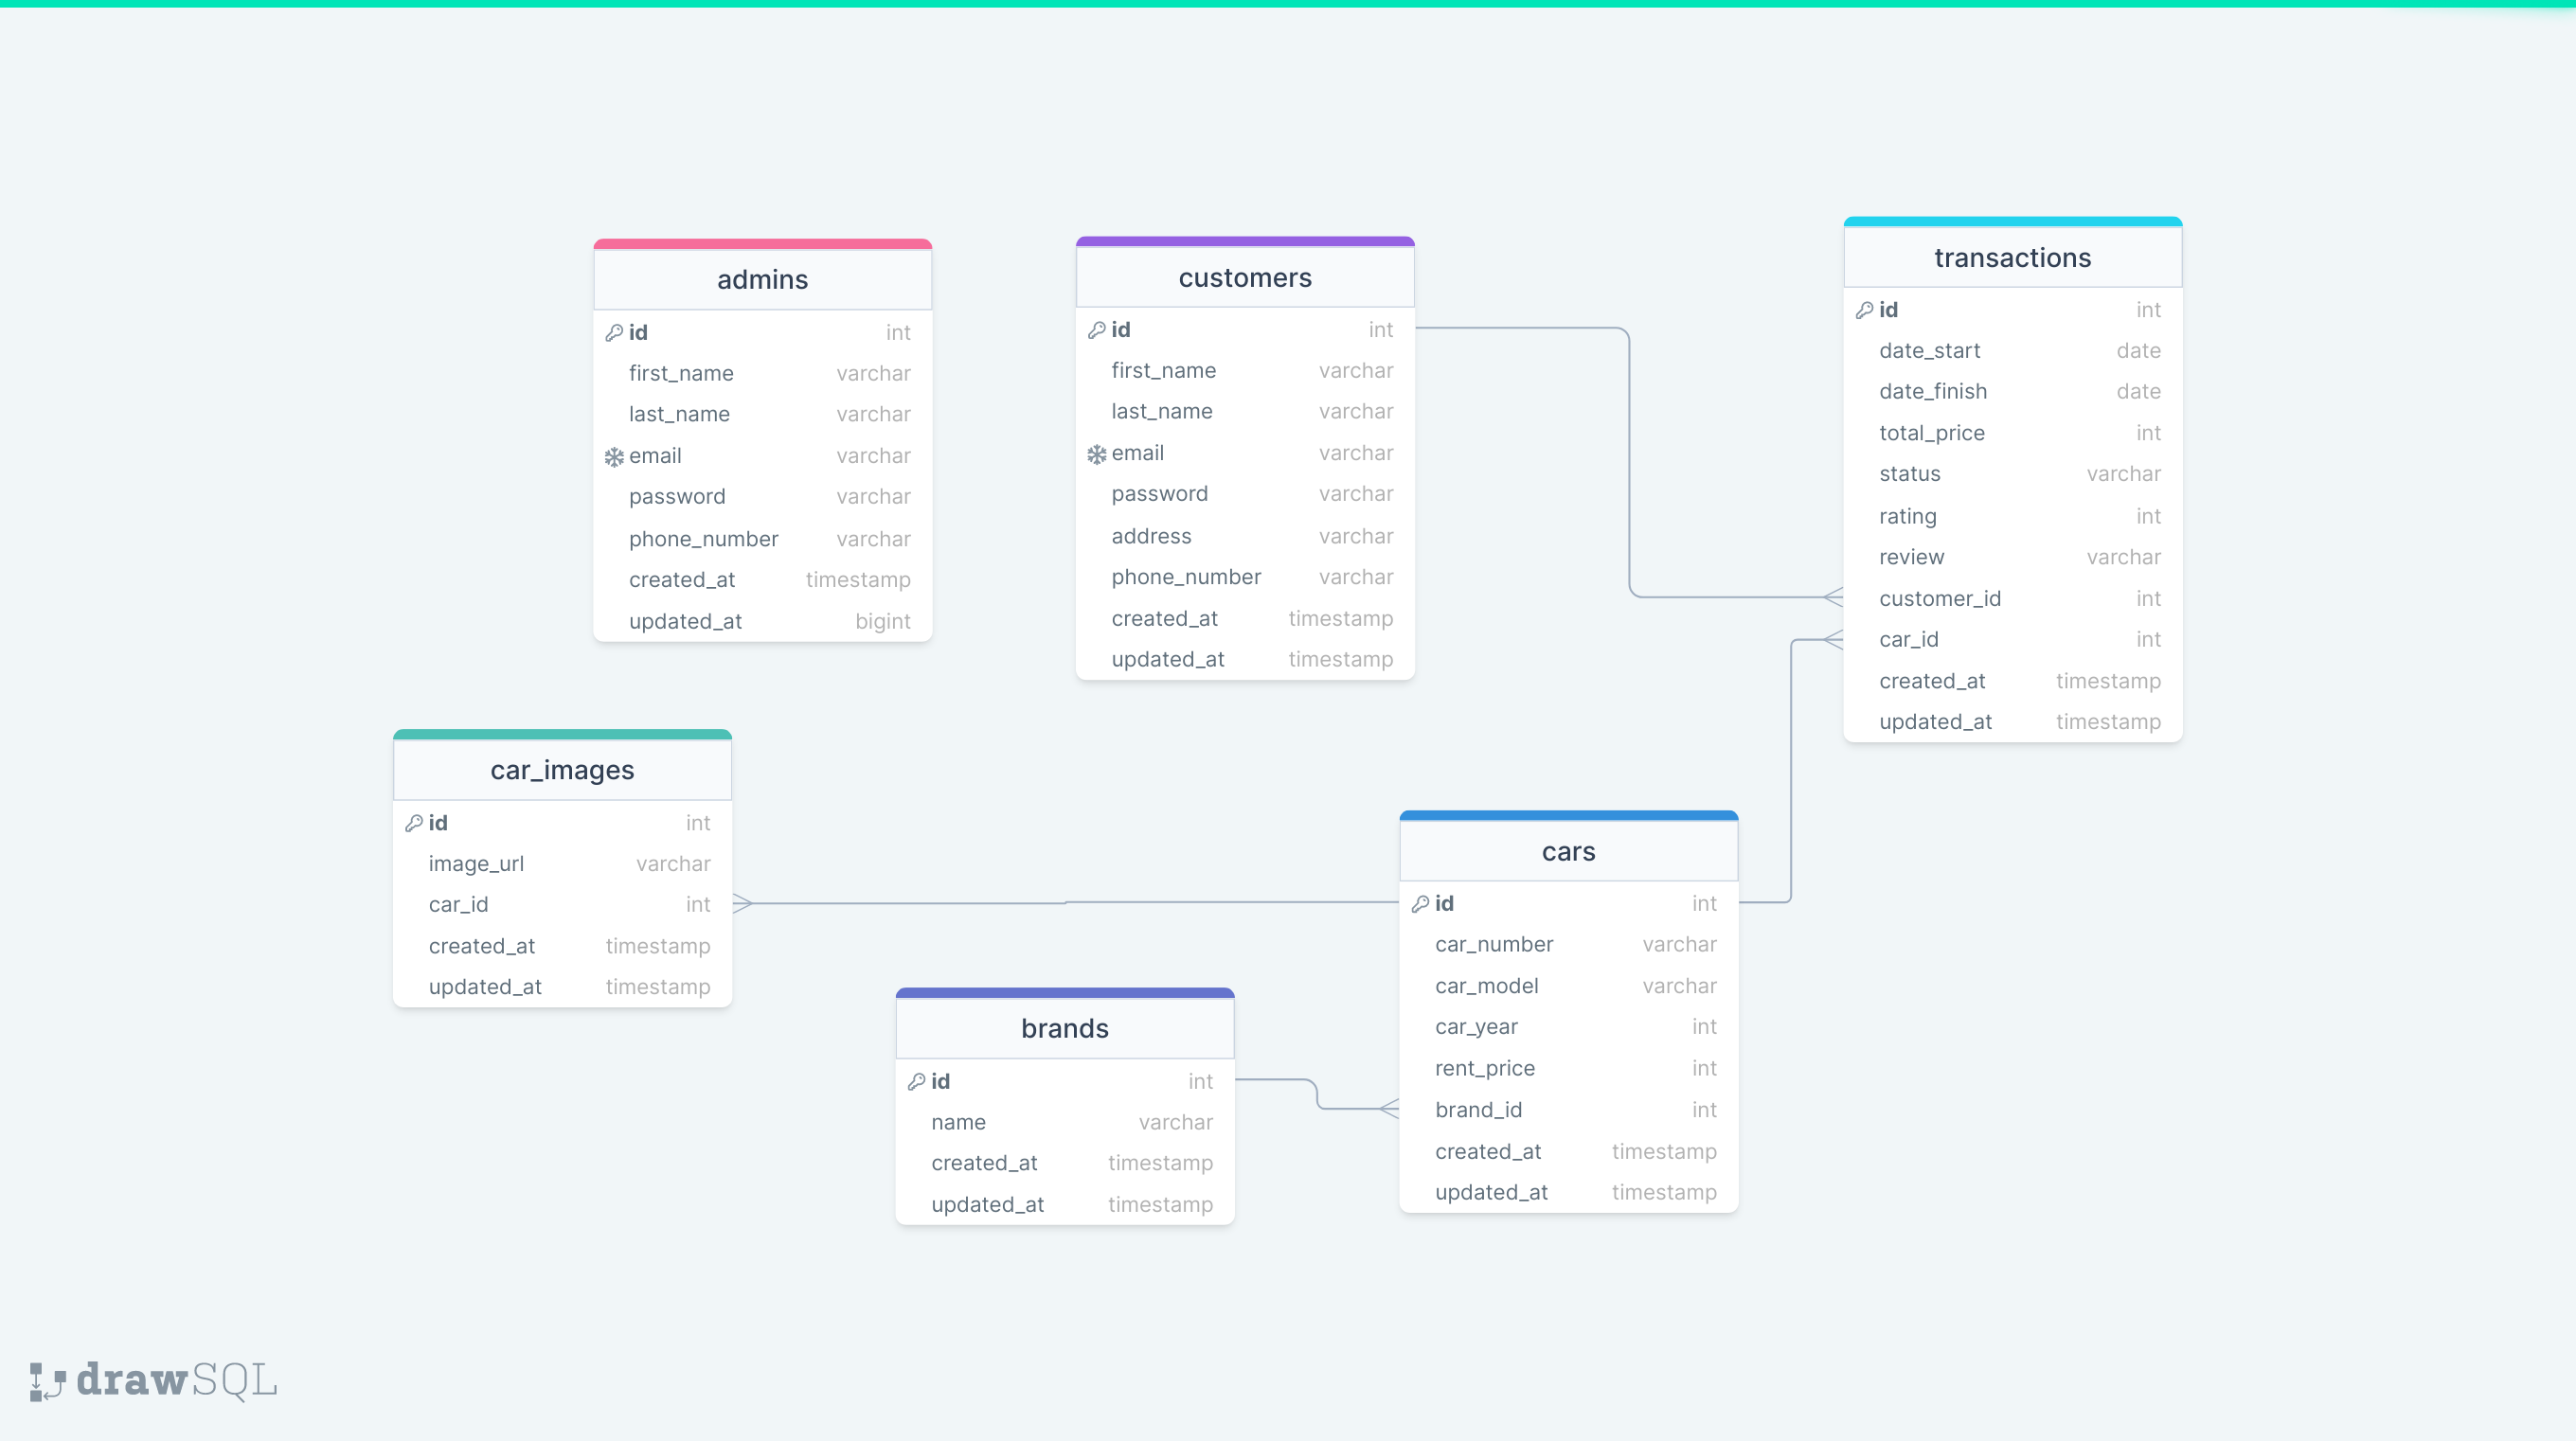 admins
id int
first_name varchar
last_name varchar
email varchar
password varchar
phone_number varchar
created_at timestamp
updated_at bigint
customers
id int
first_name varchar
last_name varchar
email varchar
password varchar
address varchar
phone_number varchar
created_at timestamp
updated_at timestamp
transactions
id int
date_start date
date_finish date
total_price int
status varchar
rating int
review varchar
customer_id int
car_id int
created_at timestamp
updated_at timestamp
car_images
id int
image_url varchar
car_id int
created_at timestamp
updated_at timestamp
cars
id int
car_number varchar
car_model varchar
car_year int
rent_price int
brand_id int
created_at timestamp
updated_at timestamp
brands
id int
name varchar
created_at timestamp
updated_at timestamp
drawSQL